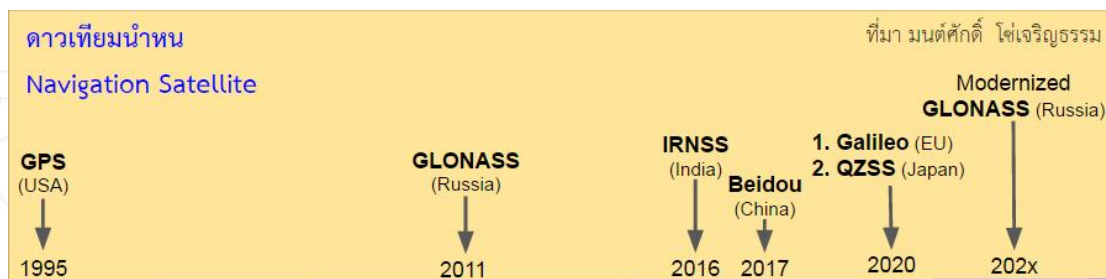 ดาวเทียมนำหน
ที่มา มนต์ศักดิ์ โซ่เจริญธรรม
Navigation Satellite
Modernized
GLONASS (Russia)
GPS
(USA)
GLONASS
(Russia)
IRNSS
(India)
Beidou
(China)
1. Galileo (EU)
2. QZSS (Japan)
1995
2011
2016
2017
2020
202x